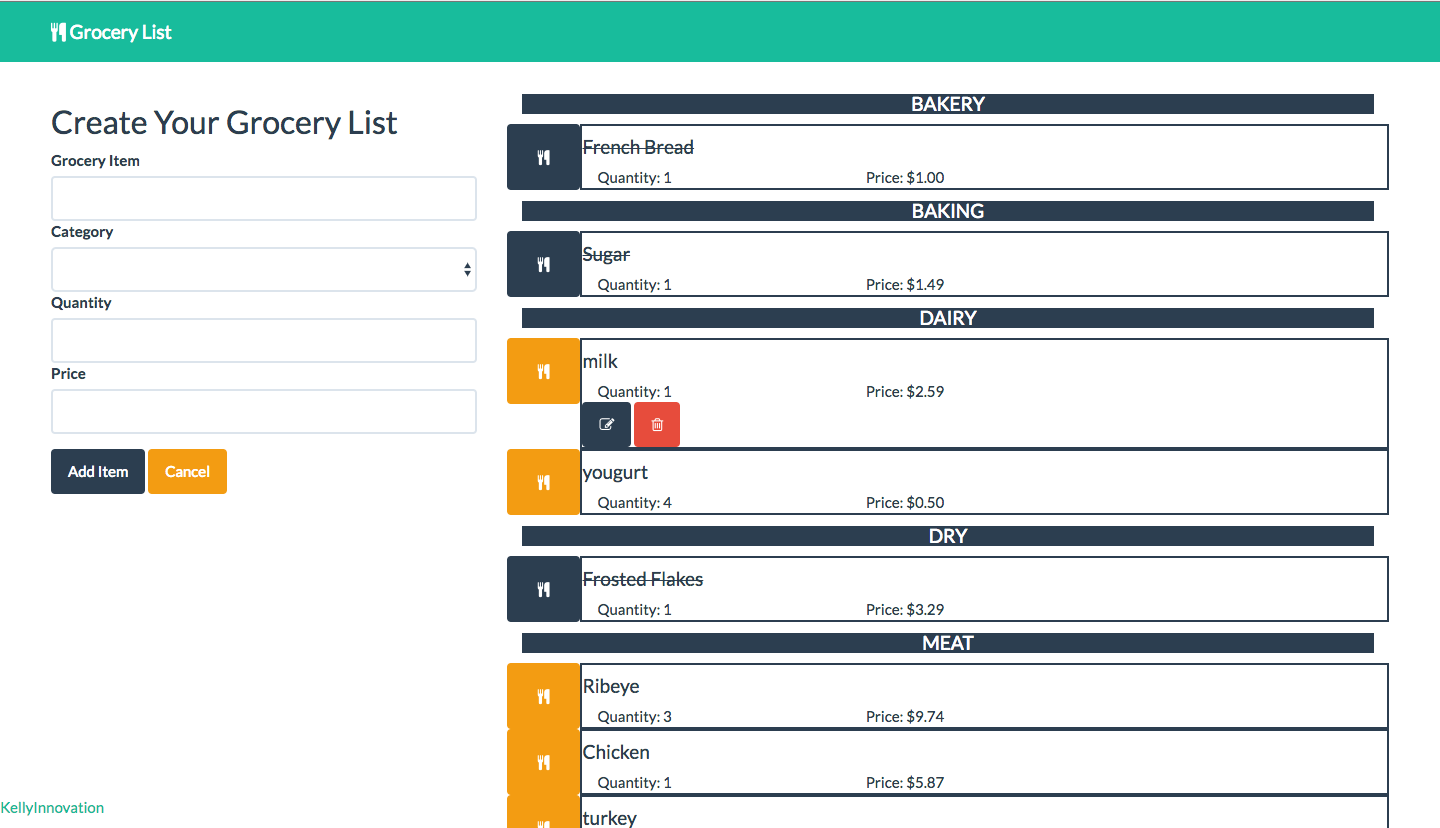 Grocery List
Create Your Grocery List
Grocery Item
Category
Quantity
Price
Add Item Cancel
KellyInnovation
BAKERY
French Bread
Quantity: 1 Price: $1.00
BAKING
Sugar
Quantity: 1 Price: $1.49
DAIRY
milk
Quantity: 1 Price: $2.59
yougurt
Quantity: 4 Price: $0.50
DRY
Frosted Flakes
Quantity: 1 Price: $3.29
MEAT
Ribeye
Quantity: 3 Price: $9.74
Chicken
Quantity: 1 Price: $5.87
turkey